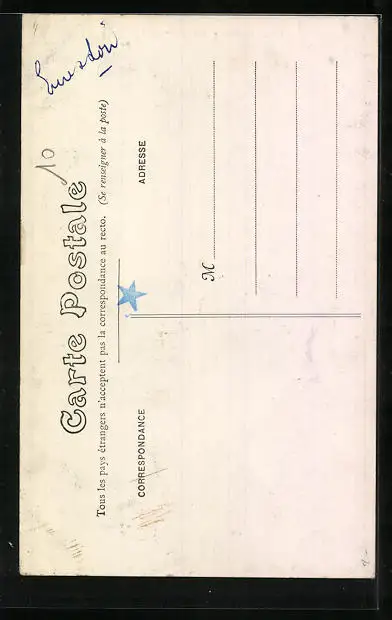 10
Carte Postale
Tous les pays étrangers n'acceptent pas la correspondance au recto. (Se renseigner à la poste)
CORRESPONDANCE
ADRESSE
M